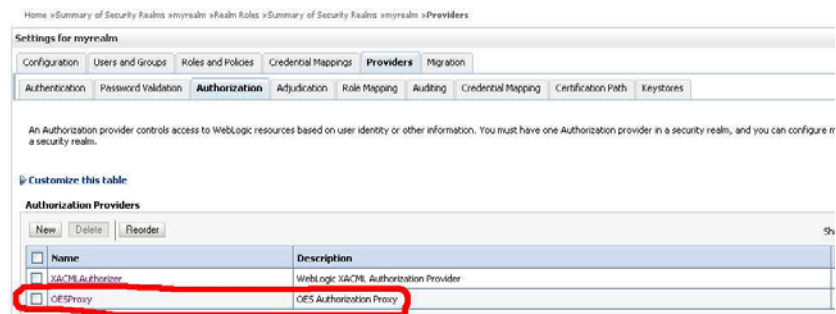 Home »Summary of Security Realms »myrealm »Realm Roles »Summary of Security Realms »myrealm »Providers
Settings for myrealm
Configuration Users and Groups Roles and Policies Credential Mappings Providers Migration
Authentication Password Validation Authorization Adjudication Role Mapping Auditing Credential Mapping Certification Path Keystores
An Authorization provider controls access to WebLogic resources based on user identity or other information. You must have one Authorization provider in a security realm, and you can configure m
a security realm.
Customize this table
Authorization Providers
New Delete Reorder Sh
Name Description
XACMLAuthorizer WebLogic XACML Authorization Provider
OESProxy OES Authorization Proxy